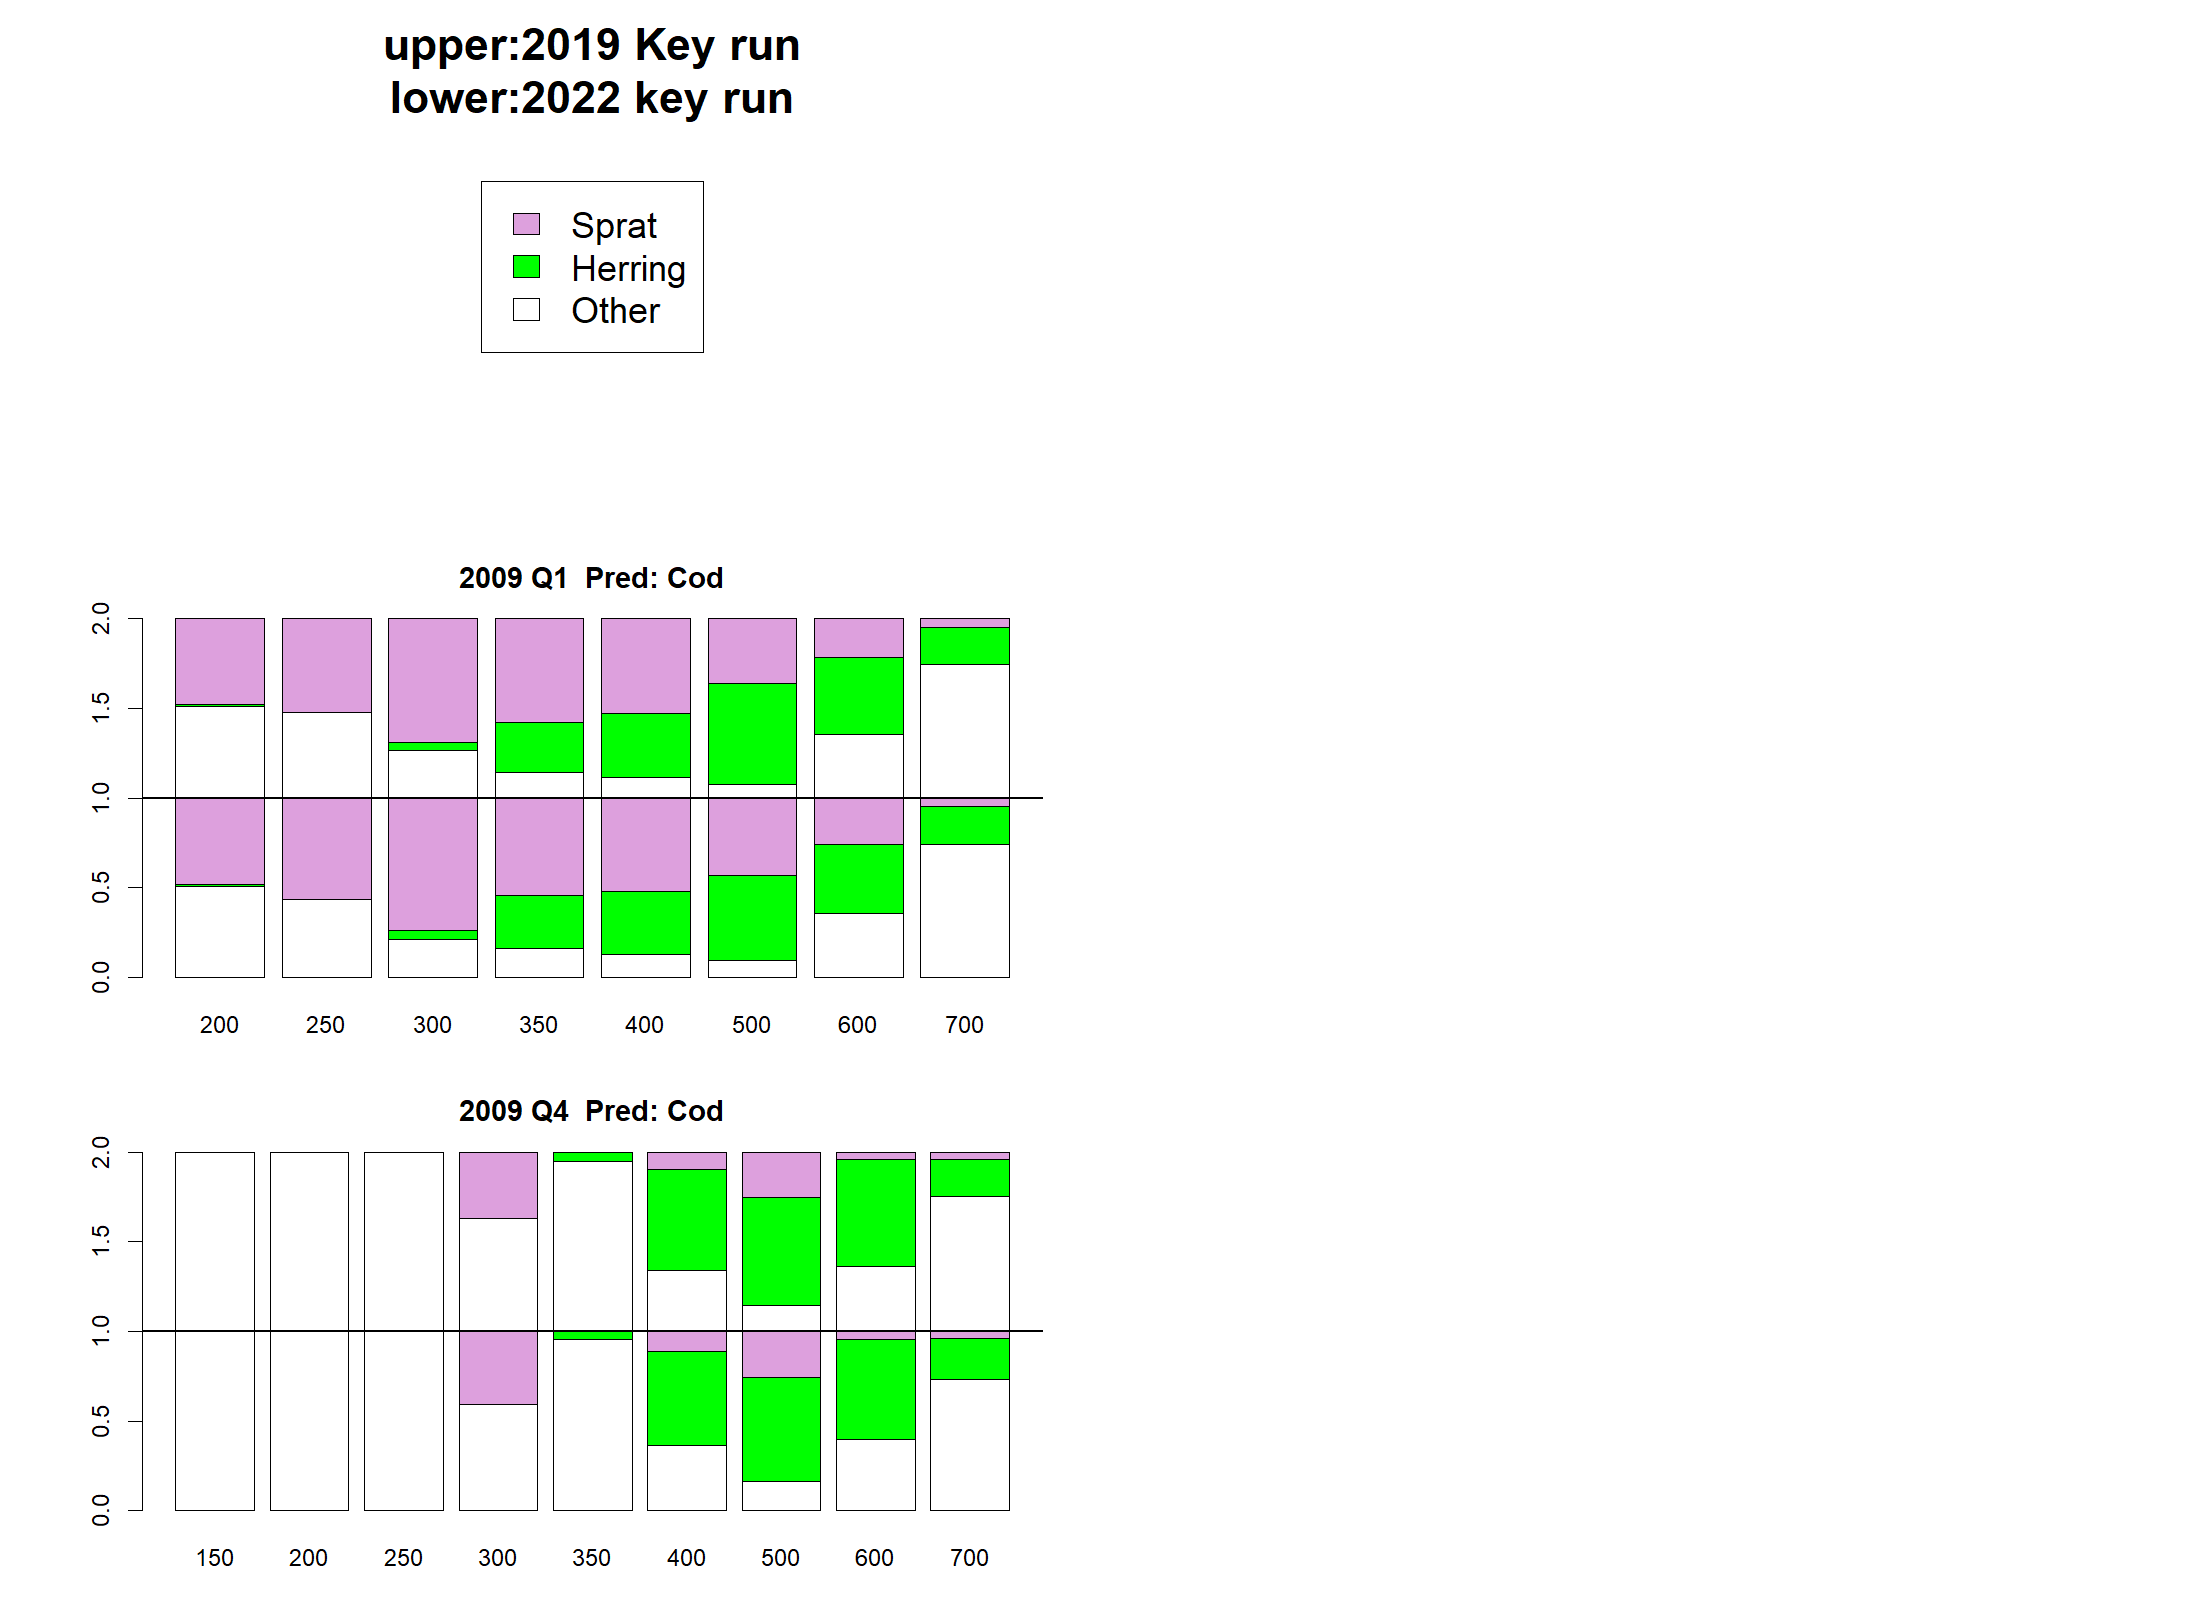 upper:2019 Key run
lower:2022 key run
Sprat
Herring
Other
2009 Q1  Pred: Cod
2.0
1.5
1.0
0.5
0.0
200 250 300 350 400 500 600 700
2009 Q4  Pred: Cod
2.0
1.5
1.0
0.5
0.0
150 200 250 300 350 400 500 600 700